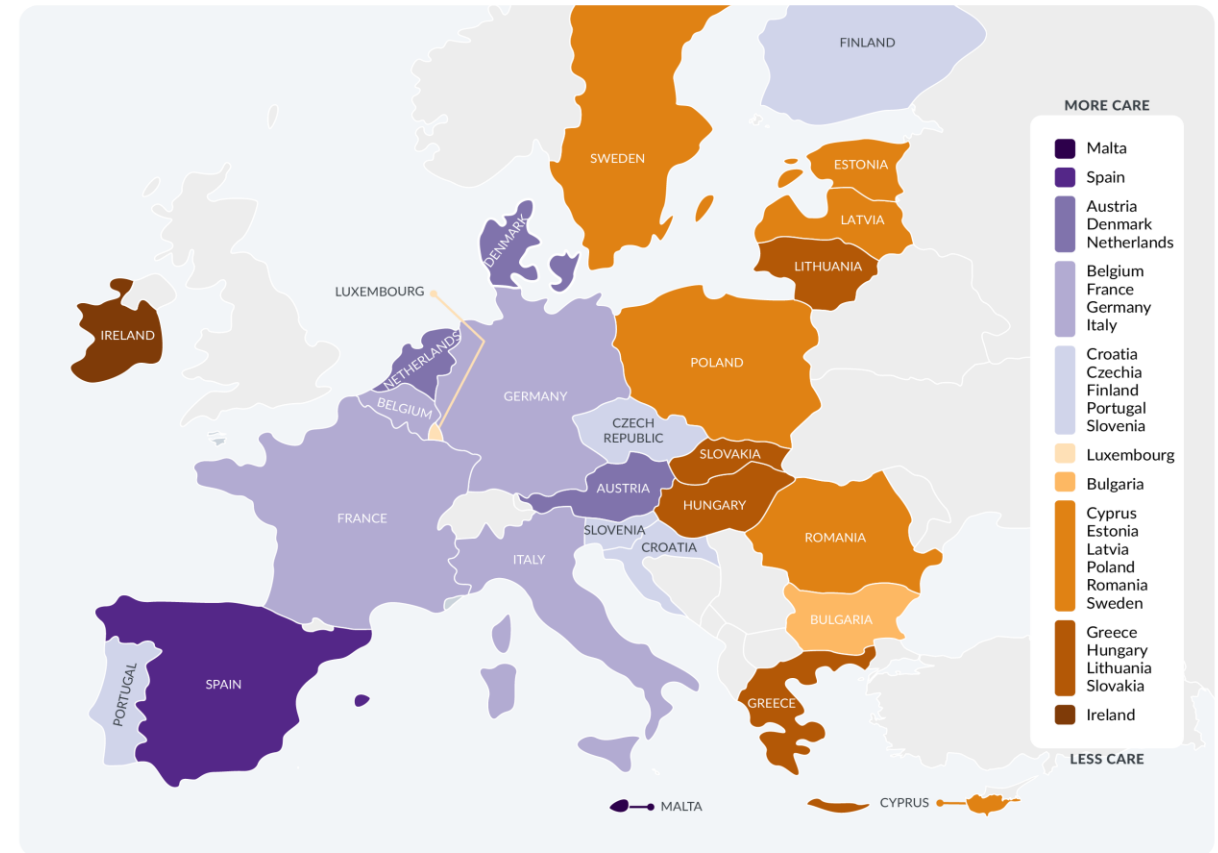 FINLAND
SWEDEN
ESTONIA
LATVIA
LITHUANIA
DENMARK
LUXEMBOURG
IRELAND
NETHERLANDS
POLAND
BELGIUM
GERMANY
CZECH
REPUBLIC
SLOVAKIA
AUSTRIA
HUNGARY
FRANCE
SLOVENIA
CROATIA
ROMANIA
ITALY
BULGARIA
PORTUGAL
SPAIN
GREECE
MALTA
CYPRUS
MORE CARE
Malta
Spain
Austria
Denmark
Netherlands
Belgium
France
Germany
Italy
Croatia
Czechia
Finland
Portugal
Slovenia
Luxembourg
Bulgaria
Cyprus
Estonia
Latvia
Poland
Romania
Sweden
Greece
Hungary
Lithuania
Slovakia
Ireland
LESS CARE